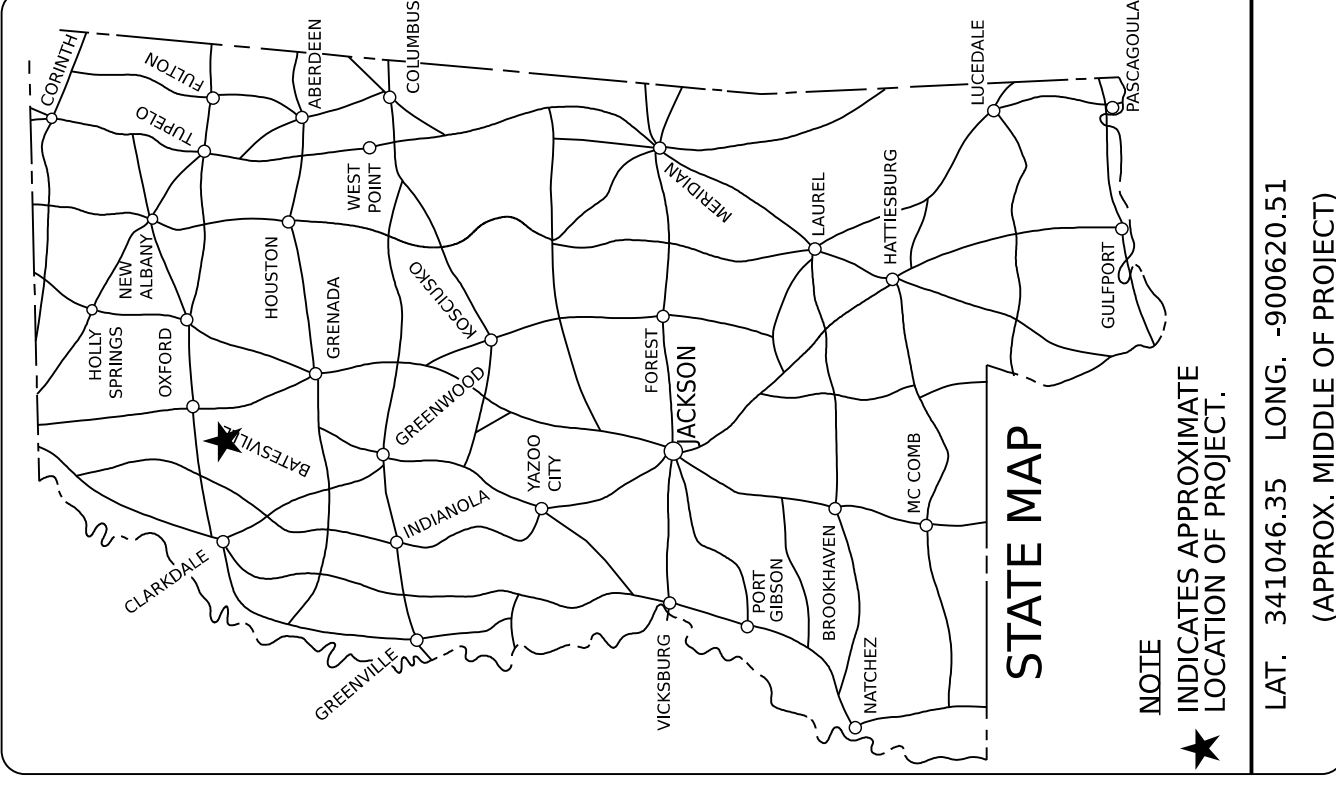 CORINTH
FULTON
TUPELO
ABERDEEN
COLUMBUS
WEST
POINT
NEW
ALBANY
HOUSTON
HOLLY
SPRINGS
OXFORD
GRENADA
KOSCIUSKO
BATESVILLE
GREENWOOD
CLARKDALE
INDIANOLA
YAZOO
CITY
GREENVILLE
MERIDIAN
FOREST
JACKSON
VICKSBURG
PORT
GIBSON
LAUREL
HATTIESBURG
LUCEDALE
PASCAGOULA
GULFPORT
BROOKHAVEN
MC COMB
NATCHEZ
STATE MAP
NOTE
INDICATES APPROXIMATE
LOCATION OF PROJECT.
LAT. 341046.35 LONG. -900620.51
(APPROX. MIDDLE OF PROJECT)